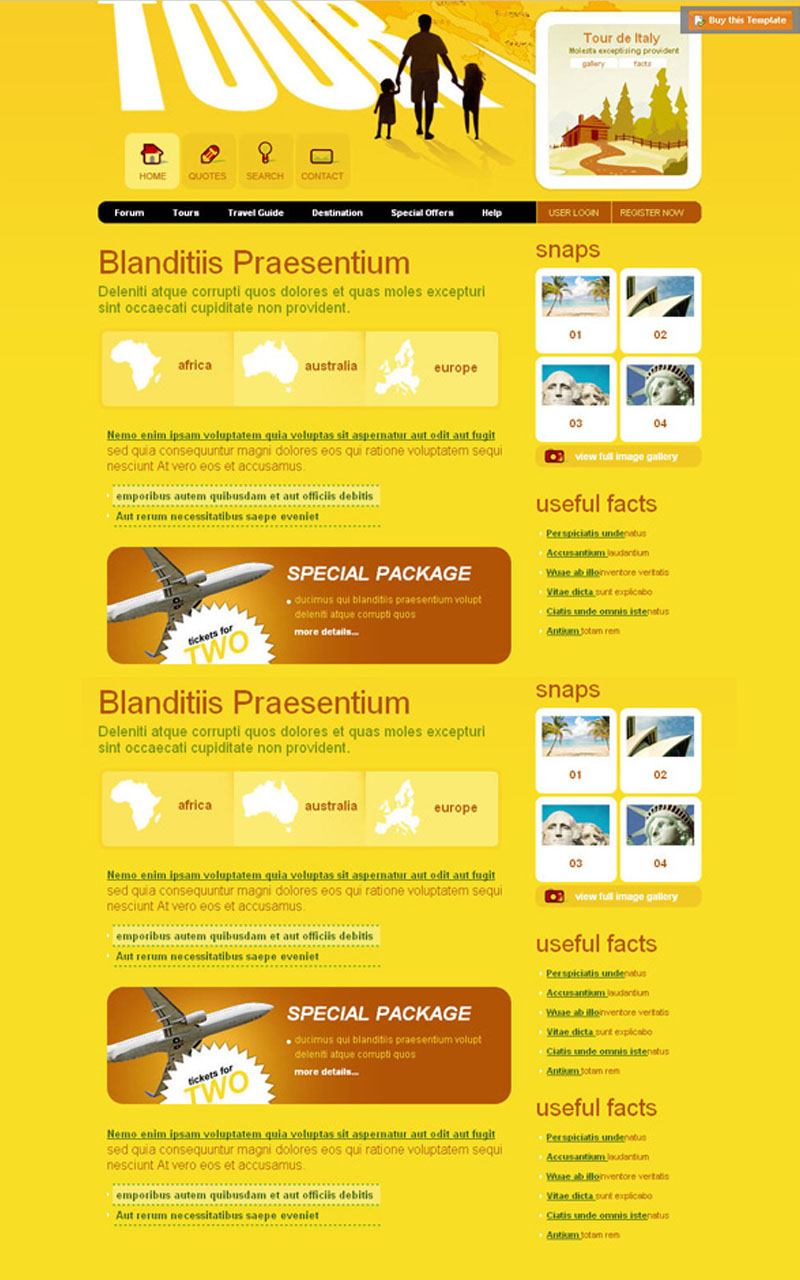 TOUR
Buy this Template
Tour de Italy
Molests exceptising provident
gallery facts
HOME QUOTES SEARCH CONTACT
Forum Tours Travel Guide Destination Special Offers Help USER LOGIN REGISTER NOW
Blanditiis Praesentium
Deleniti atque corrupti quos dolores et quas moles excepturi
sint occaecati cupiditate non provident.
africa australia europe
Nemo enim ipsam voluptatem quia voluptas sit aspernatur aut odit aut fugit
sed quia consequuntur magni dolores eos qui ratione voluptatem sequi
nesciunt At vero eos et accusamus.
emporibus autem quibusdam et aut officiis debitis
Aut rerum necessitatibus saepe eveniet
SPECIAL PACKAGE
ducimus qui blanditiis praesentium volupt
deleniti atque corrupti quos
more details...
tickets for
TWO
snaps
01 02
03 04
view full image gallery
useful facts
Perspiciatis undenatus
Accusantium laudantium
Wuae ab illoinventore veritatis
Vitae dicta sunt explicabo
Ciatis unde omnis istenatus
Antium totam rem
Blanditiis Praesentium
Deleniti atque corrupti quos dolores et quas moles excepturi
sint occaecati cupiditate non provident.
africa australia europe
Nemo enim ipsam voluptatem quia voluptas sit aspernatur aut odit aut fugit
sed quia consequuntur magni dolores eos qui ratione voluptatem sequi
nesciunt At vero eos et accusamus.
emporibus autem quibusdam et aut officiis debitis
Aut rerum necessitatibus saepe eveniet
SPECIAL PACKAGE
ducimus qui blanditiis praesentium volupt
deleniti atque corrupti quos
more details...
tickets for
TWO
Nemo enim ipsam voluptatem quia voluptas sit aspernatur aut odit aut fugit
sed quia consequuntur magni dolores eos qui ratione voluptatem sequi
nesciunt At vero eos et accusamus.
emporibus autem quibusdam et aut officiis debitis
Aut rerum necessitatibus saepe eveniet
snaps
01 02
03 04
view full image gallery
useful facts
Perspiciatis undenatus
Accusantium laudantium
Wuae ab illoinventore veritatis
Vitae dicta sunt explicabo
Ciatis unde omnis istenatus
Antium totam rem
useful facts
Perspiciatis undenatus
Accusantium laudantium
Wuae ab illoinventore veritatis
Vitae dicta sunt explicabo
Ciatis unde omnis istenatus
Antium totam rem